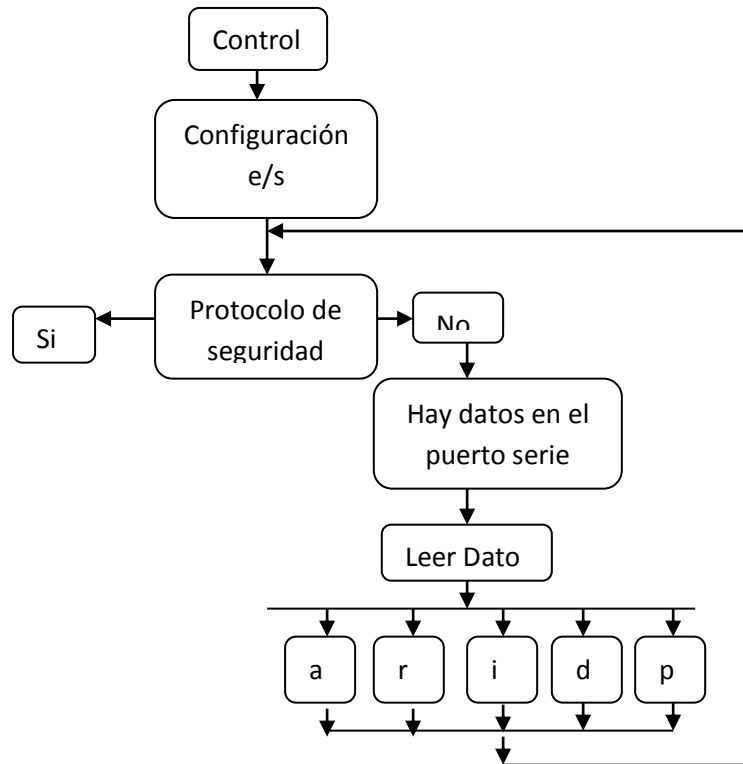 Control
Configuración
e/s
Protocolo de
seguridad
Si
No
Hay datos en el
puerto serie
Leer Dato
a
r
i
d
p